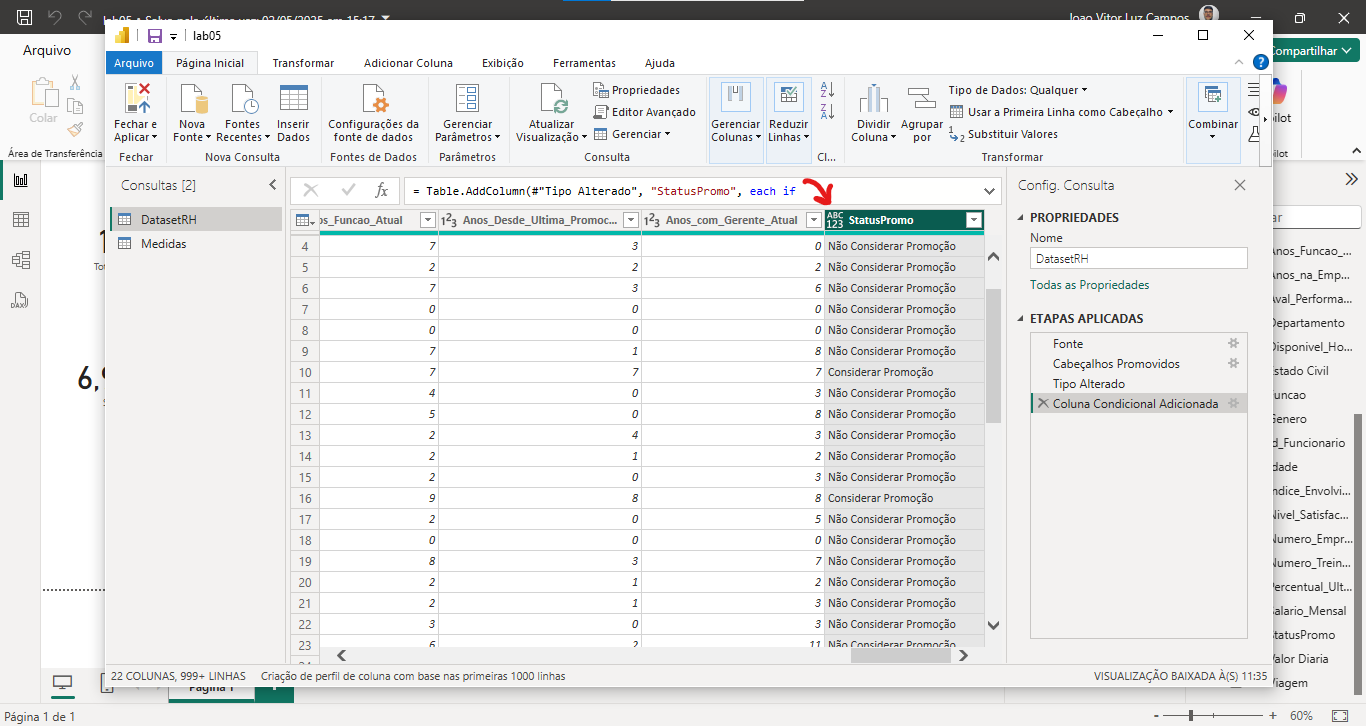 lab05 • Salvo pela última vez: 02/05/2025 em 15:17
Joao Vitor Luz Campos
Arquivo
Compartilhar
Colar
Área de Transferência
lab05
Arquivo
Página Inicial
Transformar
Adicionar Coluna
Exibição
Ferramentas
Ajuda
Fechar e
Aplicar
Fechar
Nova
Fonte
Fontes
Recentes
Inserir
Dados
Nova Consulta
Configurações da
fonte de dados
Fontes de Dados
Gerenciar
Parâmetros
Parâmetros
Atualizar
Visualização
Propriedades
Editor Avançado
Gerenciar
Consulta
Gerenciar
Colunas
Reduzir
Linhas
Cl...
Dividir
Coluna
Agrupar
por
Tipo de Dados: Qualquer
Usar a Primeira Linha como Cabeçalho
Substituir Valores
Transformar
Combinar
Consultas [2]
DatasetRH
Medidas
= Table.AddColumn(#"Tipo Alterado", "StatusPromo", each if
os_Funcao_Atual 123 Anos_Desde_Ultima_Promoc... 123 Anos_com_Gerente_Atual ABC 123 StatusPromo
4 7 3 0 Não Considerar Promoção
5 2 2 2 Não Considerar Promoção
6 7 3 6 Não Considerar Promoção
7 0 0 0 Não Considerar Promoção
8 0 0 0 Não Considerar Promoção
9 7 1 8 Não Considerar Promoção
10 7 7 7 Considerar Promoção
11 4 0 3 Não Considerar Promoção
12 5 0 8 Não Considerar Promoção
13 2 4 3 Não Considerar Promoção
14 2 1 2 Não Considerar Promoção
15 2 0 3 Não Considerar Promoção
16 9 8 8 Considerar Promoção
17 2 0 5 Não Considerar Promoção
18 0 0 0 Não Considerar Promoção
19 8 3 7 Não Considerar Promoção
20 2 1 2 Não Considerar Promoção
21 2 1 3 Não Considerar Promoção
22 3 0 3 Não Considerar Promoção
23 6 2 11 Não Considerar Promoção
Config. Consulta
PROPRIEDADES
Nome
DatasetRH
Todas as Propriedades
ETAPAS APLICADAS
Fonte
Cabeçalhos Promovidos
Tipo Alterado
Coluna Condicional Adicionada
22 COLUNAS, 999+ LINHAS
Criação de perfil de coluna com base nas primeiras 1000 linhas
VISUALIZAÇÃO BAIXADA À(S) 11:35
Anos_Funcao_...
Anos_na_Emp...
Aval_Performa...
Departamento
Disponivel_Ho...
Estado Civil
Funcao
Genero
Id_Funcionario
Idade
Indice_Envolvi...
Nivel_Satisfac...
Numero_Empr...
Numero_Trein...
Percentual_Ult...
Salario_Mensal
StatusPromo
Valor Diaria
Viagem
Página 1
Página 1 de 1
60%